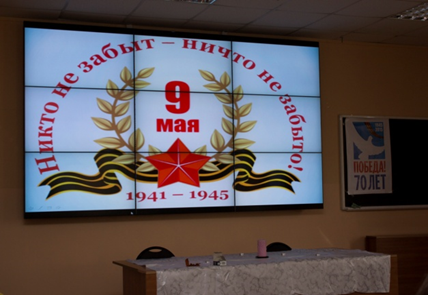 Никто не забыт – ничто не забыто!
9
мая
1941 – 1945
ПОБЕДА!
70 ЛЕТ